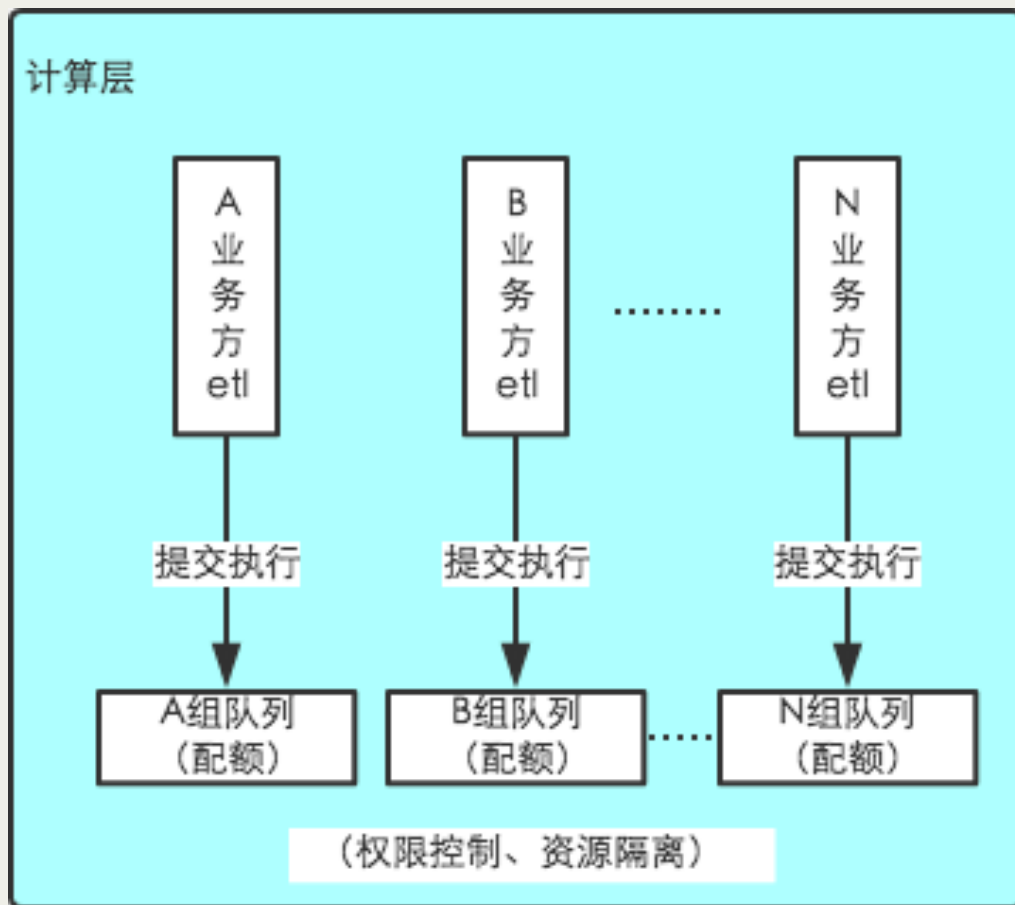 计算层
A
业
务
方
etl
B
业
务
方
etl
N
业
务
方
etl
提交执行
提交执行
提交执行
A组队列
（配额）
B组队列
（配额）
N组队列
（配额）
（权限控制、资源隔离）